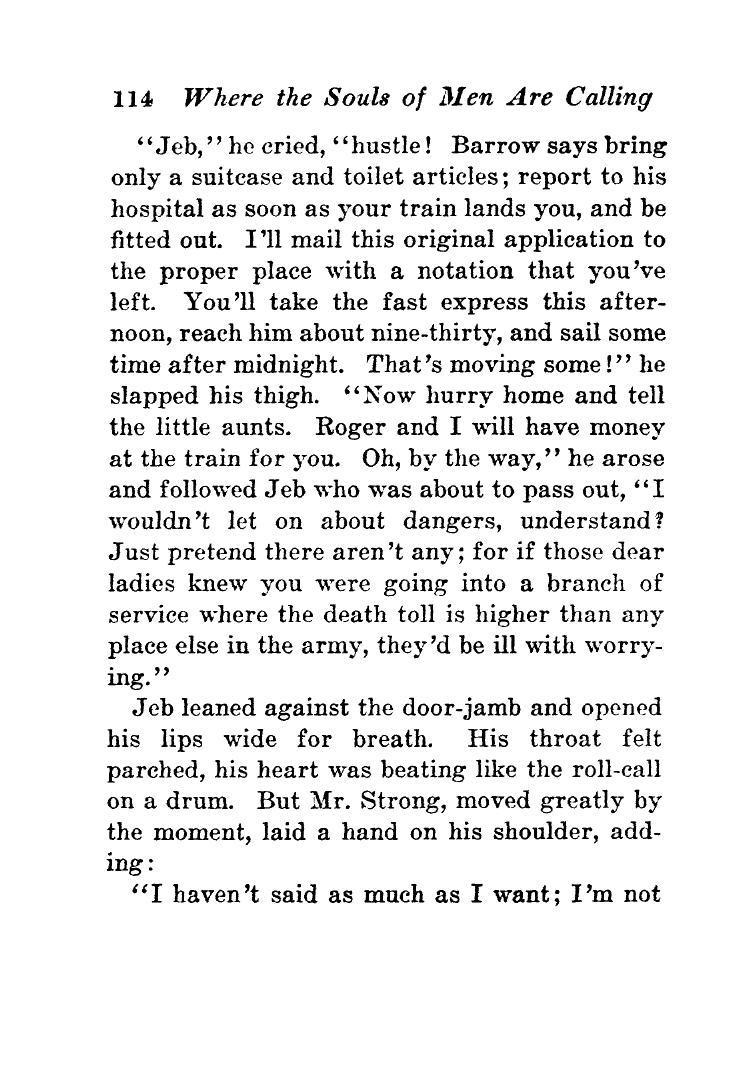 114 Where the Souls of Men Are Calling
“Jeb,” he cried, “hustle! Barrow says bring
only a suitcase and toilet articles; report to his
hospital as soon as your train lands you, and be
fitted out. I’ll mail this original application to
the proper place with a notation that you’ve
left. You’ll take the fast express this after-
noon, reach him about nine-thirty, and sail some
time after midnight. That’s moving some!” he
slapped his thigh. “Now hurry home and tell
the little aunts. Roger and I will have money
at the train for you. Oh, by the way,” he arose
and followed Jeb who was about to pass out, “I
wouldn’t let on about dangers, understand?
Just pretend there aren’t any; for if those dear
ladies knew you were going into a branch of
service where the death toll is higher than any
place else in the army, they’d be ill with worry-
ing.”
Jeb leaned against the door-jamb and opened
his lips wide for breath. His throat felt
parched, his heart was beating like the roll-call
on a drum. But Mr. Strong, moved greatly by
the moment, laid a hand on his shoulder, add-
ing:
“I haven’t said as much as I want; I’m not